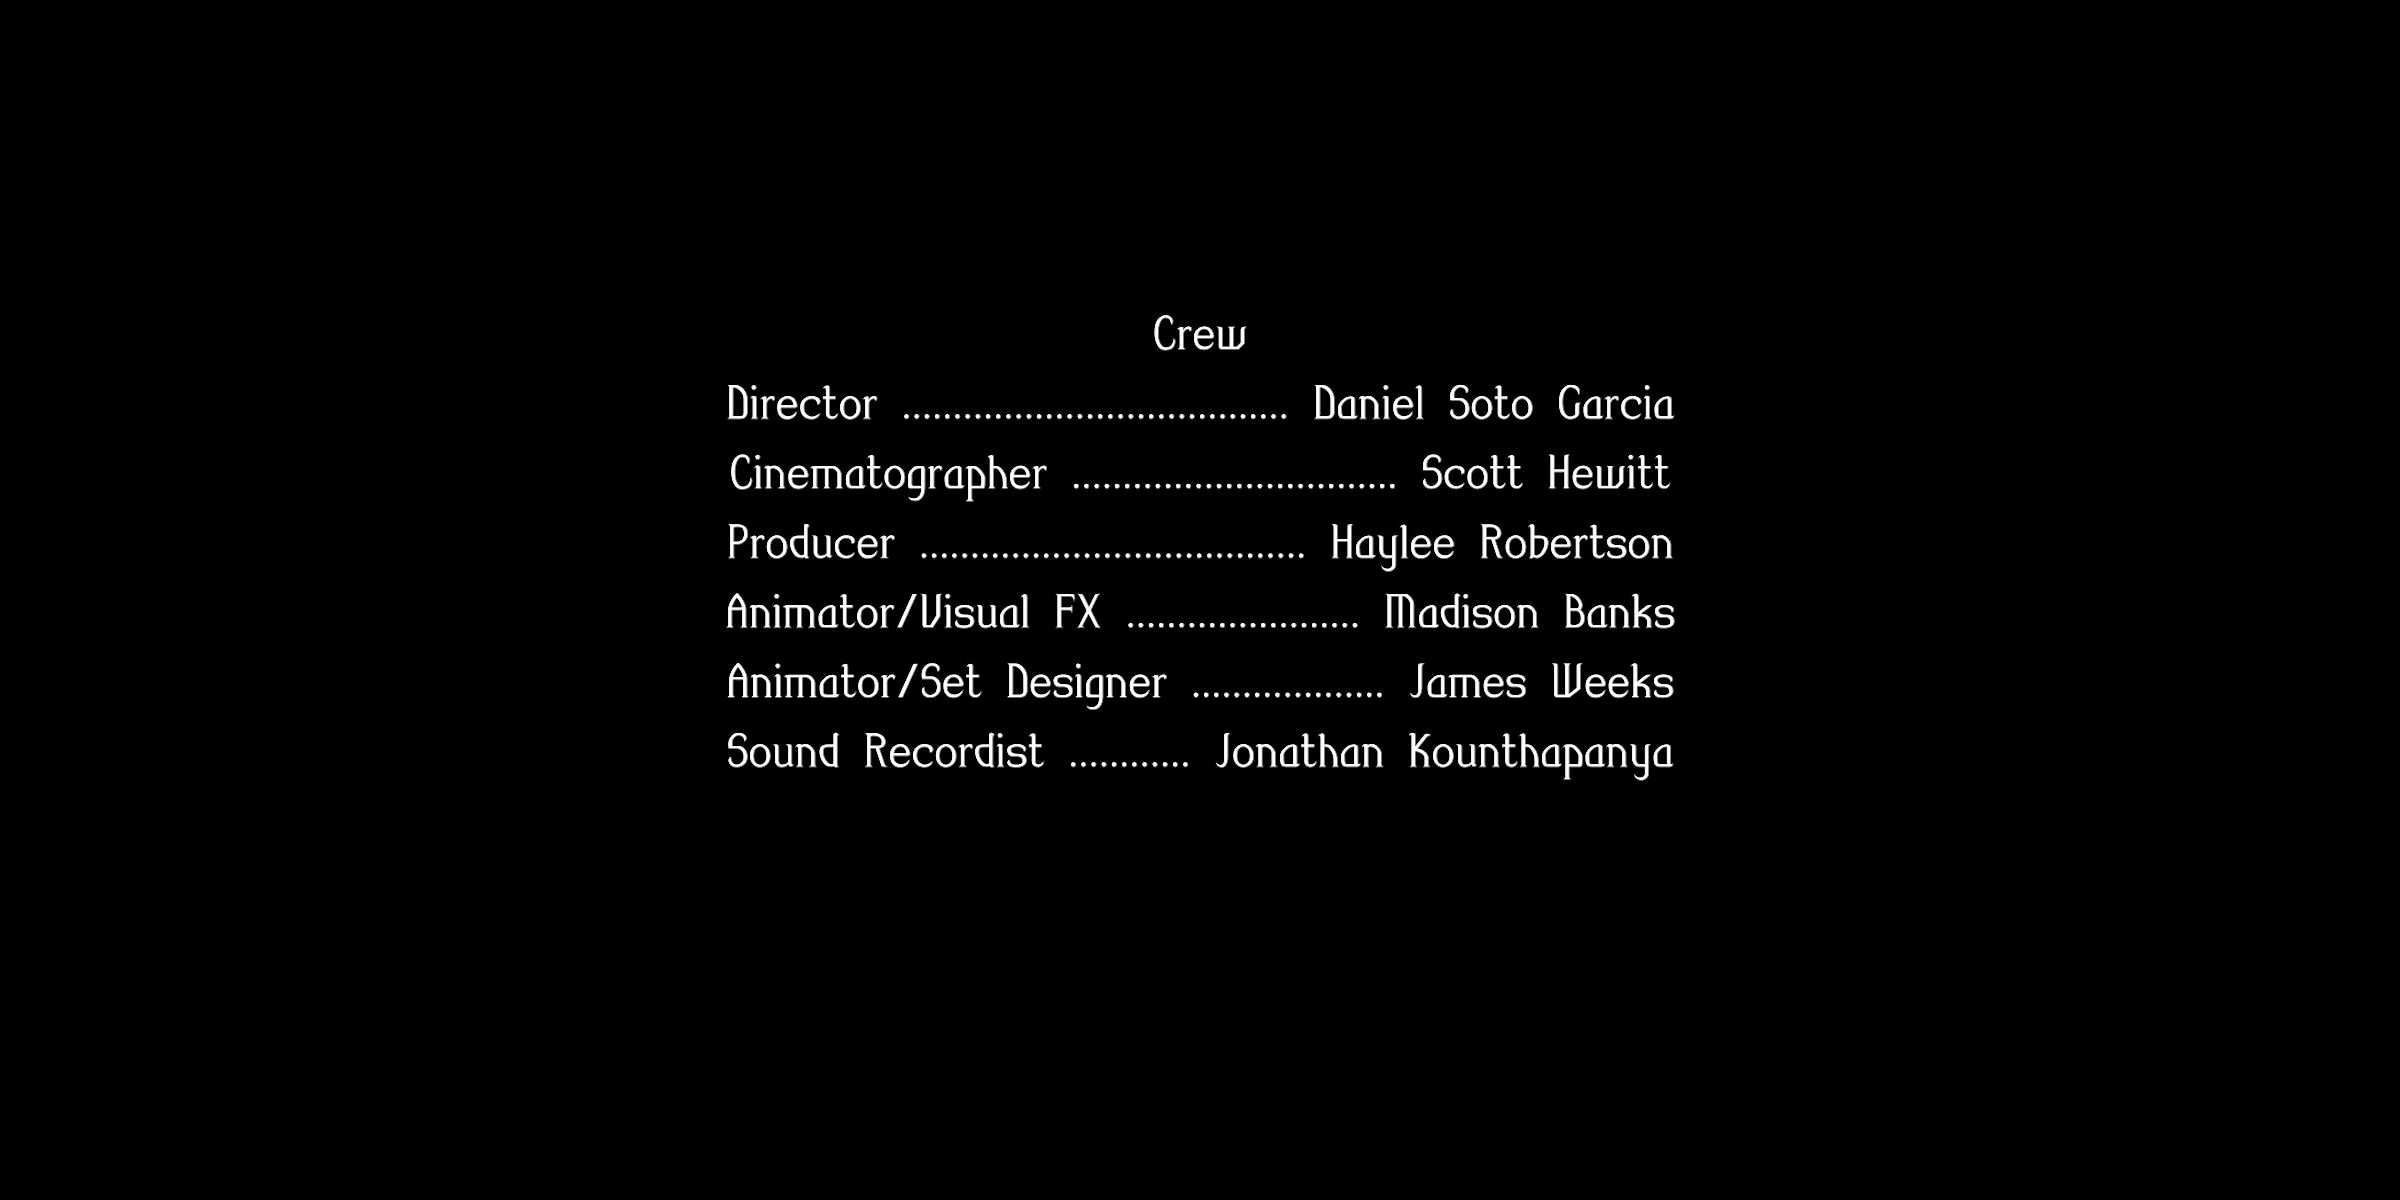 Crew
Director ...................................... Daniel Soto Garcia
Cinematographer ................................ Scott Hewitt
Producer ...................................... Haylee Robertson
Animator/Visual FX ....................... Madison Banks
Animator/Set Designer ................... James Weeks
Sound Recordist ............ Jonathan Kounthapanya